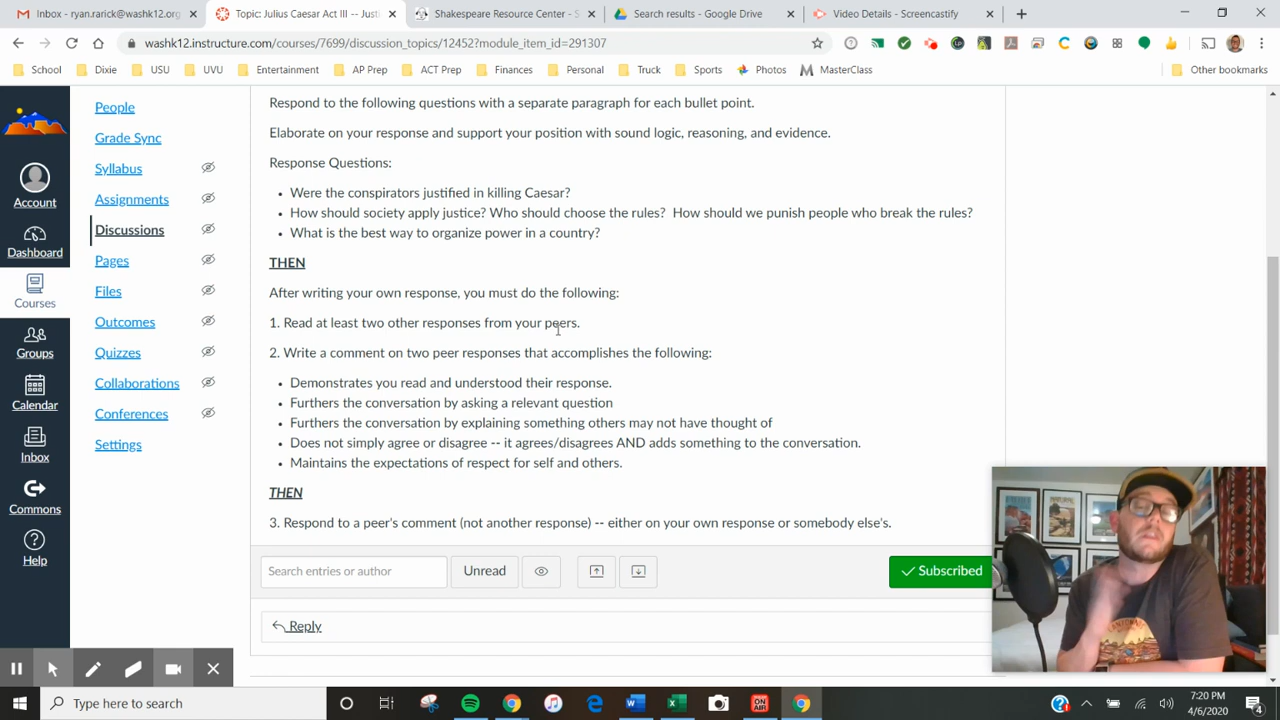 Inbox - ryan.rarick@washk12.org
Topic: Julius Caesar Act III -- Justi
Shakespeare Resource Center - S
Search results - Google Drive
Video Details - Screencastify
washk12.instructure.com/courses/7699/discussion_topics/12452?module_item_id=291307
School
Dixie
USU
UVU
Entertainment
AP Prep
ACT Prep
Finances
Personal
Truck
Sports
Photos
MasterClass
Other bookmarks
Account
Dashboard
Courses
Groups
Calendar
Inbox
Commons
Help
People
Grade Sync
Syllabus
Assignments
Discussions
Pages
Files
Outcomes
Quizzes
Collaborations
Conferences
Settings
Respond to the following questions with a separate paragraph for each bullet point.
Elaborate on your response and support your position with sound logic, reasoning, and evidence.
Response Questions:
• Were the conspirators justified in killing Caesar?
• How should society apply justice? Who should choose the rules?  How should we punish people who break the rules?
• What is the best way to organize power in a country?
THEN
After writing your own response, you must do the following:
1. Read at least two other responses from your peers.
2. Write a comment on two peer responses that accomplishes the following:
• Demonstrates you read and understood their response.
• Furthers the conversation by asking a relevant question
• Furthers the conversation by explaining something others may not have thought of
• Does not simply agree or disagree -- it agrees/disagrees AND adds something to the conversation.
• Maintains the expectations of respect for self and others.
THEN
3. Respond to a peer's comment (not another response) -- either on your own response or somebody else's.
Search entries or author
Unread
Subscribed
Reply
Type here to search
ON AIR
7:20 PM
4/6/2020
4